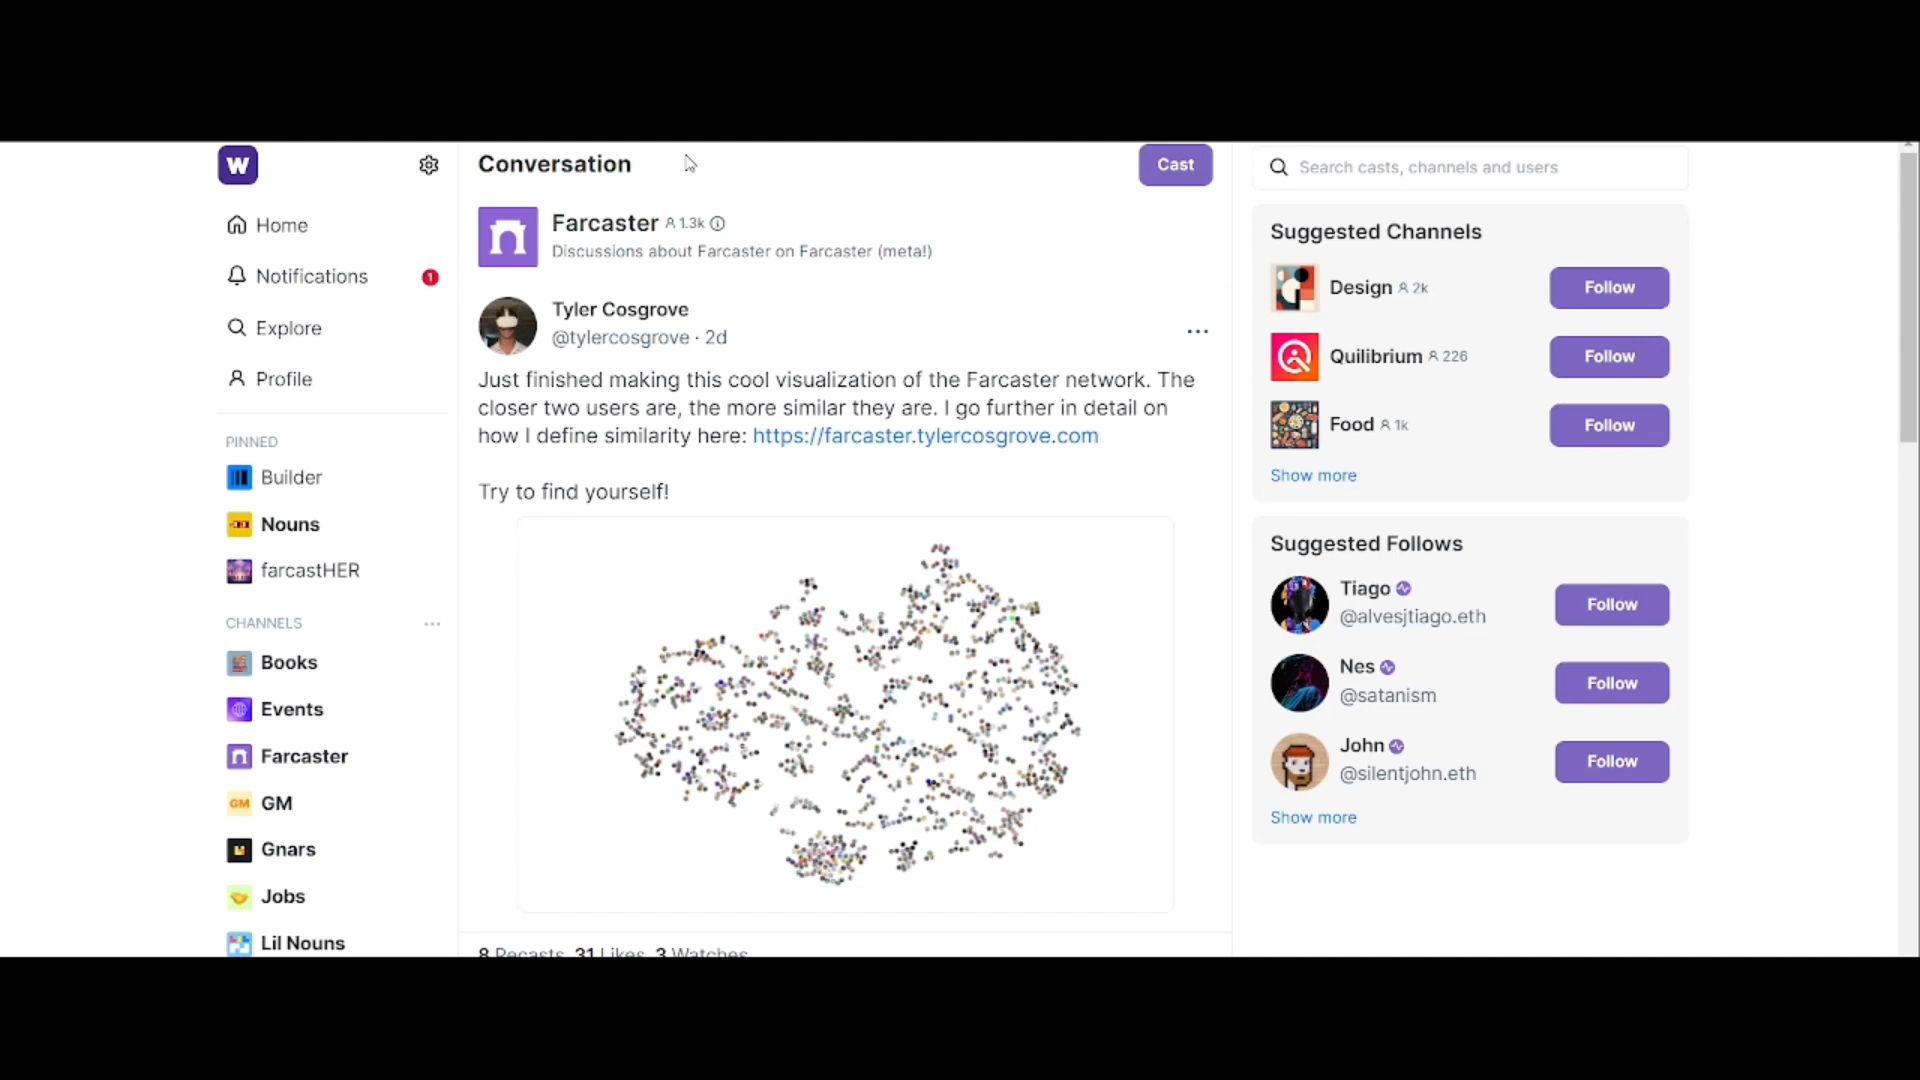 W
Home
Notifications
1
Explore
Profile
PINNED
Builder
Nouns
farcastHER
CHANNELS
Books
Events
Farcaster
GM
GM
Gnars
Jobs
Lil Nouns
Conversation
Cast
Farcaster 1.3k
Discussions about Farcaster on Farcaster (meta!)
Tyler Cosgrove
@tylercosgrove · 2d
Just finished making this cool visualization of the Farcaster network. The
closer two users are, the more similar they are. I go further in detail on
how I define similarity here: https://farcaster.tylercosgrove.com
Try to find yourself!
8 Recasts 31 Likes 3 Watches
Search casts, channels and users
Suggested Channels
Design 2k
Follow
Quilibrium 226
Follow
Food 1k
Follow
Show more
Suggested Follows
Tiago
@alvesjtiago.eth
Follow
Nes
@satanism
Follow
John
@silentjohn.eth
Follow
Show more